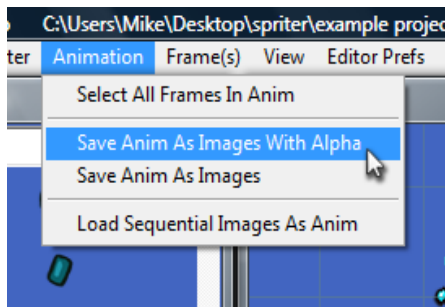 C:\Users\Mike\Desktop\spriter\example projec
ter Animation Frame(s) View Editor Prefs
Select All Frames In Anim
Save Anim As Images With Alpha
Save Anim As Images
Load Sequential Images As Anim